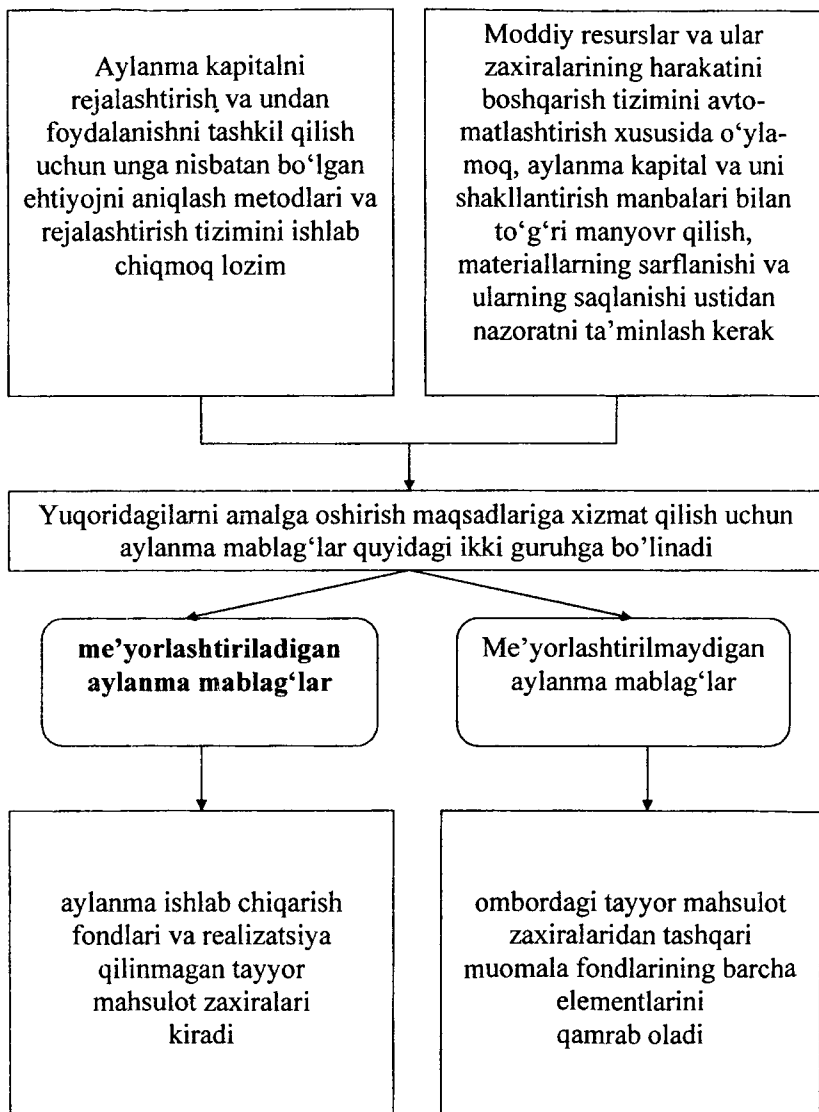 Aylanma kapitalni
rejalashtirish va undan
foydalanishni tashkil qilish
uchun unga nisbatan bo‘lgan
ehtiyojni aniqlash metodlari va
rejalashtirish tizimini ishlab
chiqmoq lozim
Moddiy resurslar va ular
zaxiralarining harakatini
boshqarish tizimini avto-
matlashtirish xususida o‘yla-
moq, aylanma kapital va uni
shakllantirish manbalari bilan
to‘g‘ri manyovr qilish,
materiallarning sarflanishi va
ularning saqlanishi ustidan
nazoratni ta’minlash kerak
Yuqoridagilarni amalga oshirish maqsadlariga xizmat qilish uchun
aylanma mablag‘lar quyidagi ikki guruhga bo’linadi
me’yorlashtiriladigan
aylanma mablag‘lar
Me’yorlashtirilmaydigan
aylanma mablag‘lar
aylanma ishlab chiqarish
fondlari va realizatsiya
qilinmagan tayyor
mahsulot zaxiralari
kiradi
ombordagi tayyor mahsulot
zaxiralaridan tashqari
muomala fondlarining barcha
elementlarini
qamrab oladi